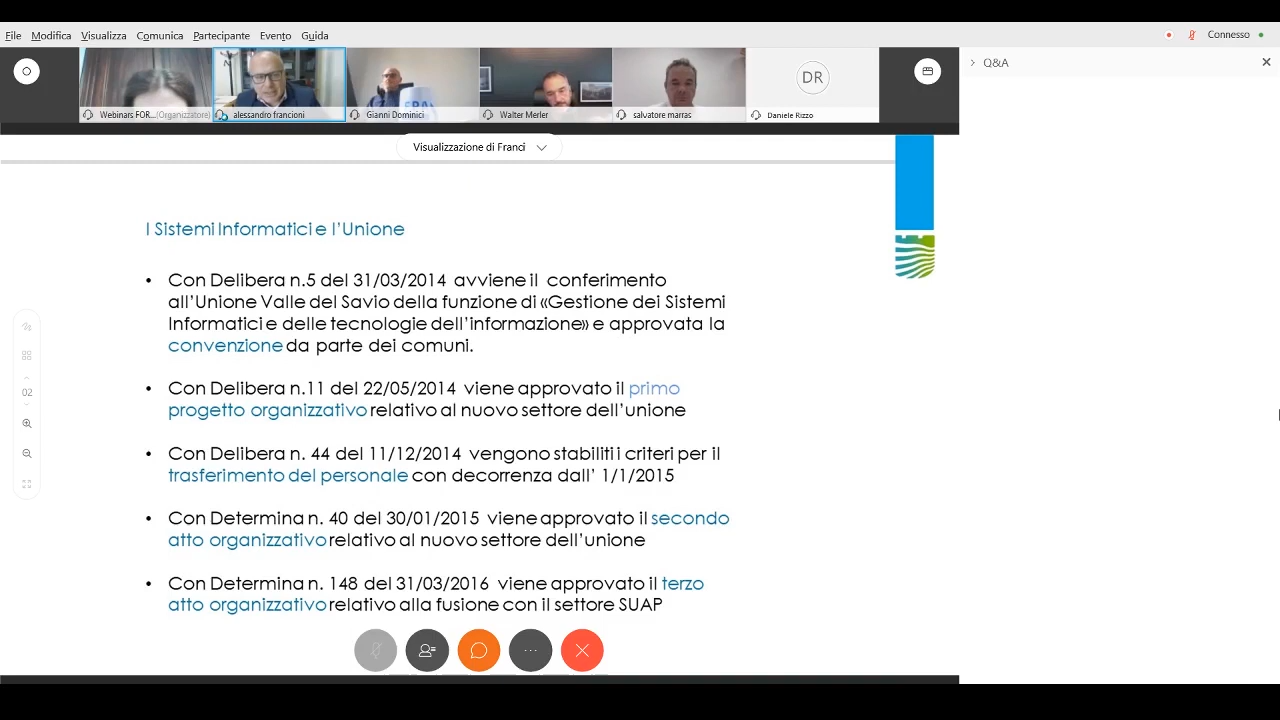 File Modifica Visualizza Comunica Partecipante Evento Guida
Connesso
Q&A
Webinars FOR... (Organizzatore)
alessandro francioni
Gianni Dominici
Walter Merler
salvatore marras
DR
Daniele Rizzo
Visualizzazione di Franci
I Sistemi Informatici e l'Unione
• Con Delibera n.5 del 31/03/2014 avviene il conferimento
all'Unione Valle del Savio della funzione di «Gestione dei Sistemi
Informatici e delle tecnologie dell'informazione» e approvata la
convenzione da parte dei comuni.
• Con Delibera n.11 del 22/05/2014 viene approvato il primo
progetto organizzativo relativo al nuovo settore dell'unione
• Con Delibera n. 44 del 11/12/2014 vengono stabiliti i criteri per il
trasferimento del personale con decorrenza dall' 1/1/2015
• Con Determina n. 40 del 30/01/2015 viene approvato il secondo
atto organizzativo relativo al nuovo settore dell'unione
• Con Determina n. 148 del 31/03/2016 viene approvato il terzo
atto organizzativo relativo alla fusione con il settore SUAP
02